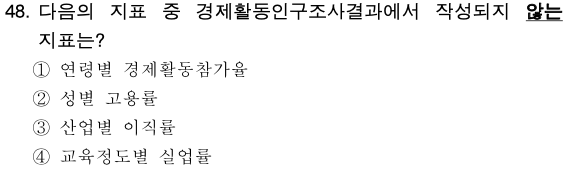 48. 다음의 지표 중 경제활동인구조사결과에서 작성되지 않는
지표는?
① 연령별 경제활동참가율
② 성별 고용률
③ 산업별 이직률
④ 교육정도별 실업률